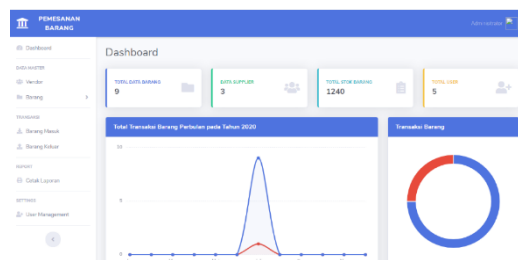 PEMESANAN
BARANG
Administrator
Dashboard
DATA MASTER
Vendor
Barang
TRANSAKSI
Barang Masuk
Barang Keluar
REPORT
Cetak Laporan
SETTINGS
User Management
Dashboard
TOTAL DATA BARANG
9
DATA SUPPLIER
3
TOTAL STOK BARANG
1240
TOTAL USER
5
Total Transaksi Barang Perbulan pada Tahun 2020
10
5
0
Transaksi Barang